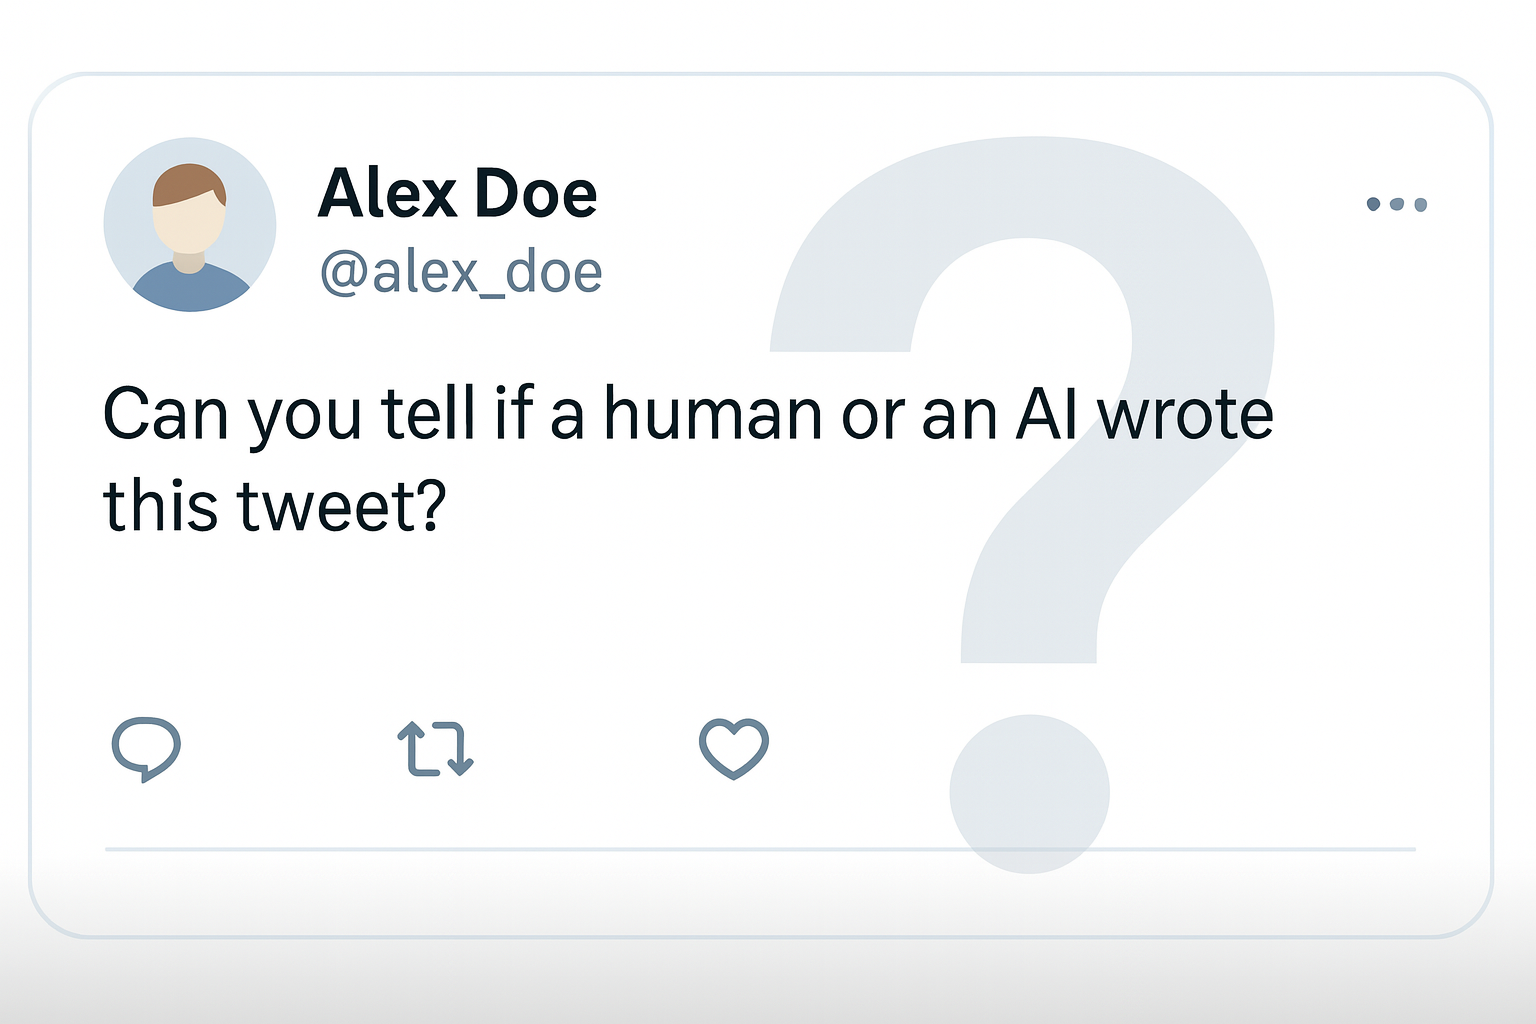 Alex Doe
@alex_doe
Can you tell if a human or an AI wrote
this tweet?
?